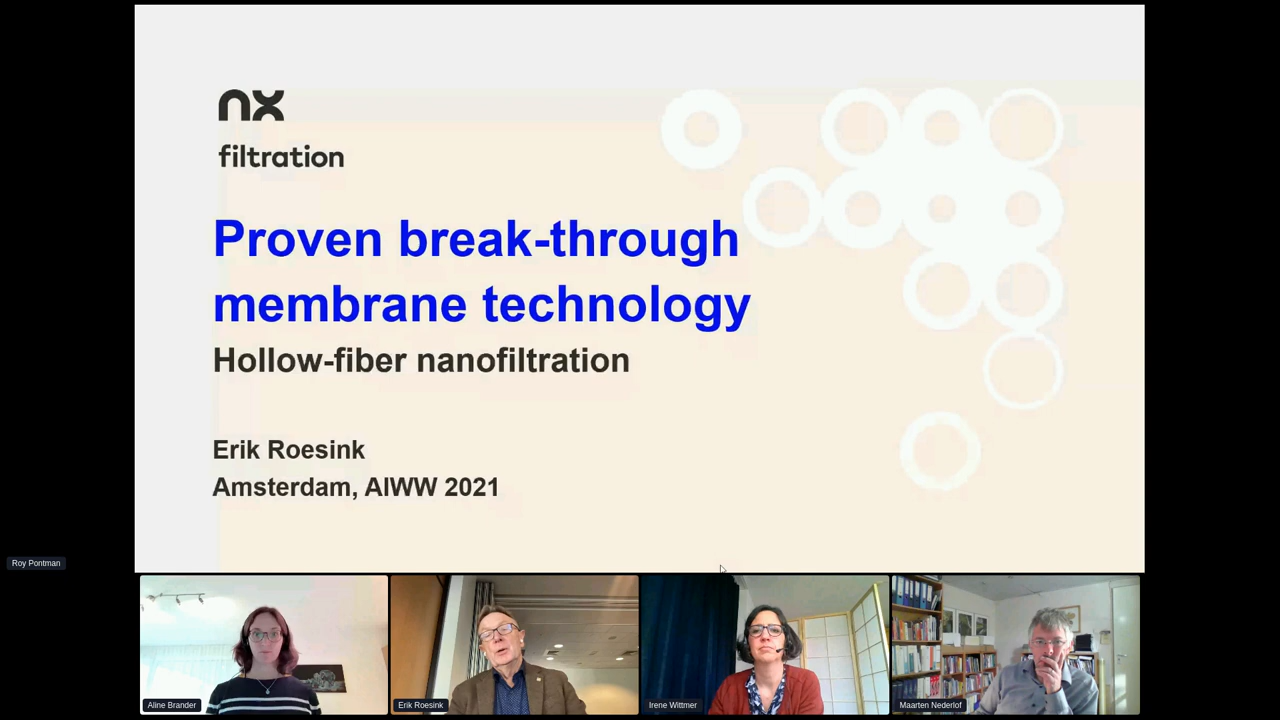 nx
filtration
Proven break-through
membrane technology
Hollow-fiber nanofiltration
Erik Roesink
Amsterdam, AIWW 2021
Roy Pontman
Aline Brander
Erik Roesink
Irene Wittmer
Maarten Nederlof